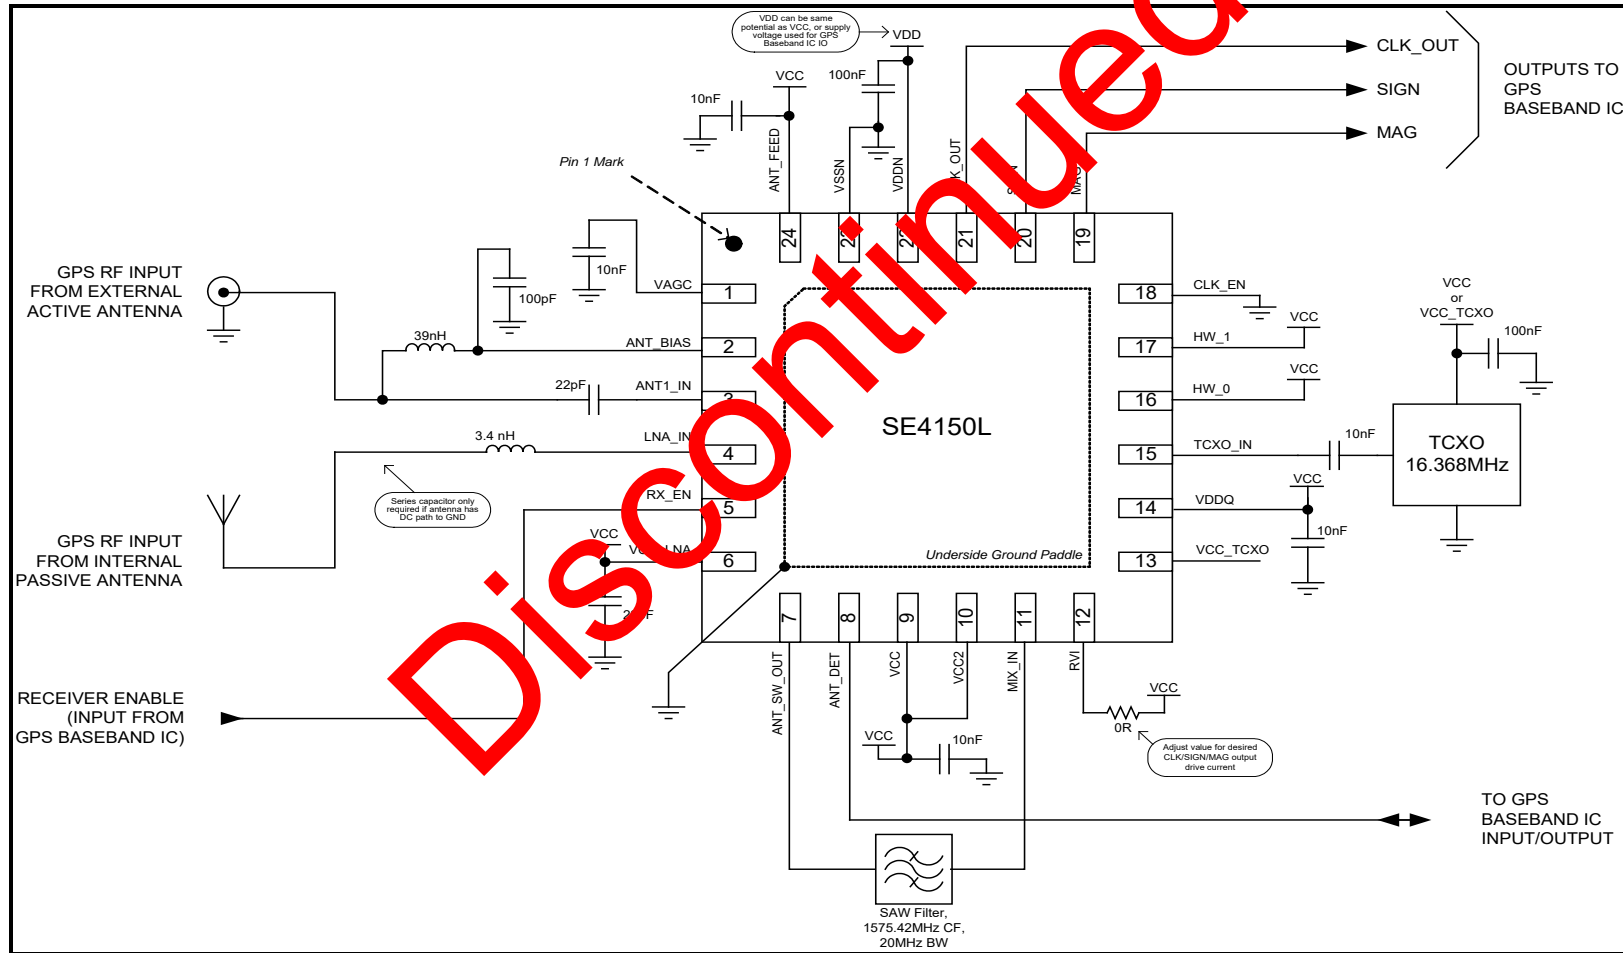 VDD can be same
potential as VCC, or supply
voltage used for GPS
Baseband IC IO
VDD
CLK_OUT
SIGN
MAG
OUTPUTS TO
GPS
BASEBAND IC
VCC
100nF
10nF
ANT_FEED
VSSN
VDDN
Pin 1 Mark
24
21
20
19
GPS RF INPUT
FROM EXTERNAL
ACTIVE ANTENNA
10nF
100pF
39nH
22pF
VAGC
1
ANT_BIAS
2
ANT1_IN
3
3.4 nH
LNA_IN
4
Series capacitor only
required if antenna has
DC path to GND
RX_EN
5
VCC
6
GPS RF INPUT
FROM INTERNAL
PASSIVE ANTENNA
RECEIVER ENABLE
(INPUT FROM
GPS BASEBAND IC)
SE4150L
Underside Ground Paddle
18
CLK_EN
17
HW_1
VCC
16
HW_0
VCC
15
TCXO_IN
10nF
14
VDDQ
VCC
10nF
13
VCC_TCXO
VCC
or
VCC_TCXO
100nF
TCXO
16.368MHz
7
8
9
10
11
12
ANT_SW_OUT
ANT_DET
VCC
VCC2
MIX_IN
RVI
VCC
10nF
VCC
0R
Adjust value for desired
CLK/SIGN/MAG output
drive current
TO GPS
BASEBAND IC
INPUT/OUTPUT
SAW Filter,
1575.42MHz CF,
20MHz BW
Discontinued